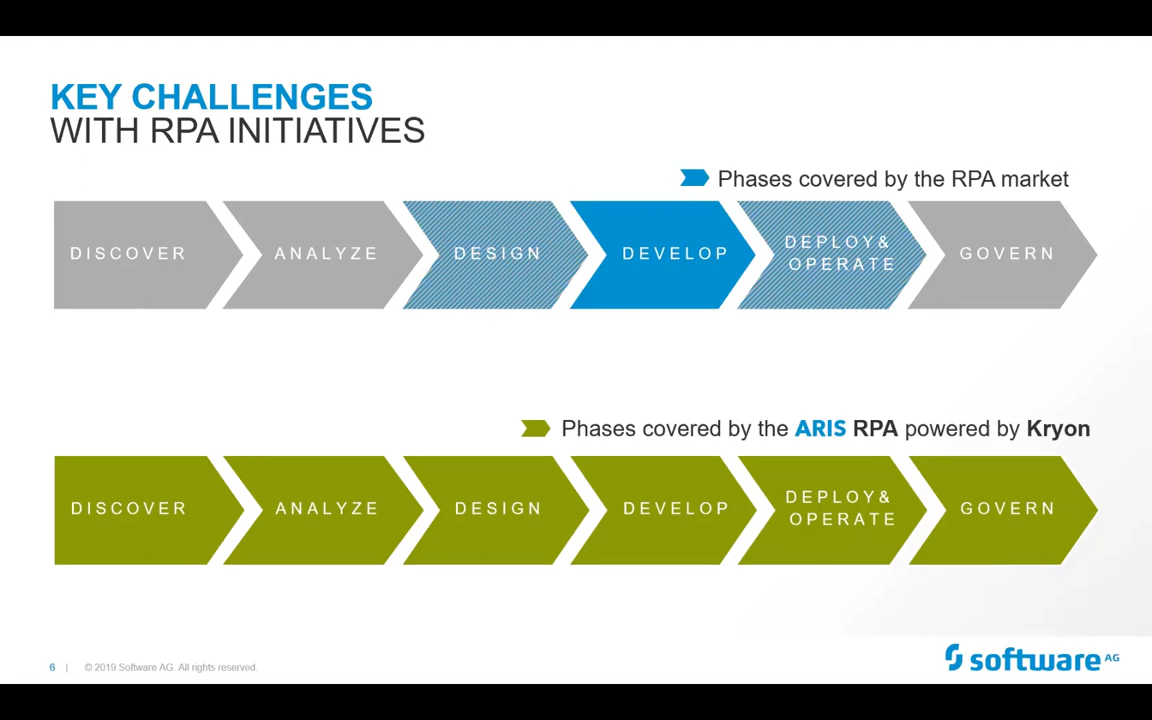 KEY CHALLENGES
WITH RPA INITIATIVES
Phases covered by the RPA market
DISCOVER
ANALYZE
DESIGN
DEVELOP
DEPLOY&
OPERATE
GOVERN
Phases covered by the ARIS RPA powered by Kryon
DISCOVER
ANALYZE
DESIGN
DEVELOP
DEPLOY&
OPERATE
GOVERN
6 | © 2019 Software AG. All rights reserved.
software AG